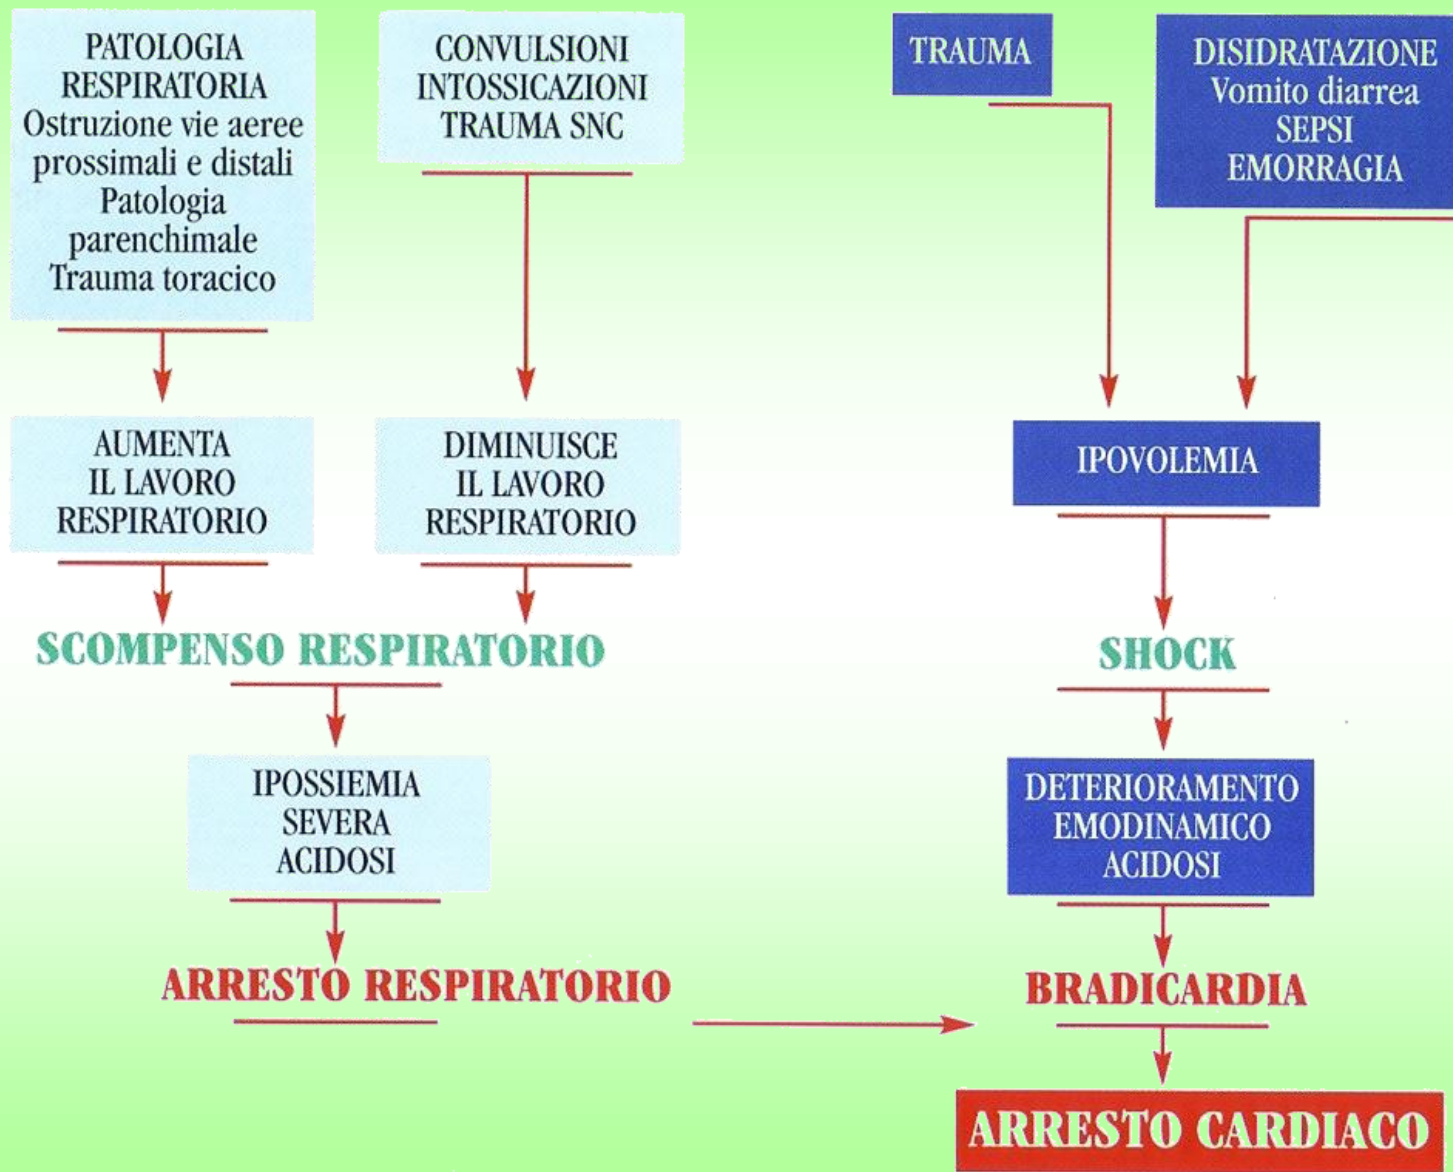 PATOLOGIA
RESPIRATORIA
Ostruzione vie aeree
prossimali e distali
Patologia
parenchimale
Trauma toracico
CONVULSIONI
INTOSSICAZIONI
TRAUMA SNC
TRAUMA
DISIDRATAZIONE
Vomito diarrea
SEPSI
EMORRAGIA
AUMENTA
IL LAVORO
RESPIRATORIO
DIMINUISCE
IL LAVORO
RESPIRATORIO
IPOVOLEMIA
SCOMPENSO RESPIRATORIO
SHOCK
IPOSSIEMIA
SEVERA
ACIDOSI
DETERIORAMENTO
EMODINAMICO
ACIDOSI
ARRESTO RESPIRATORIO
BRADICARDIA
ARRESTO CARDIACO